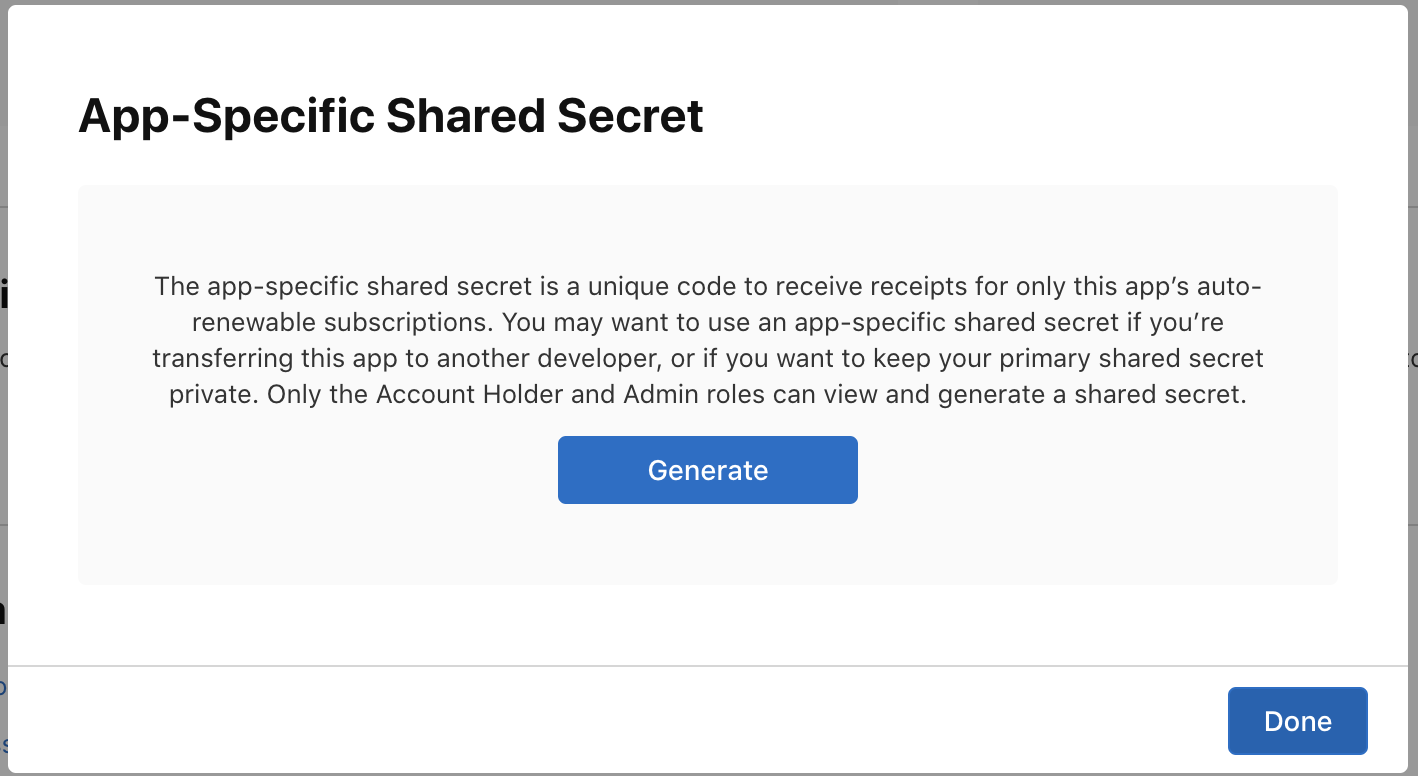 App-Specific Shared Secret
The app-specific shared secret is a unique code to receive receipts for only this app’s auto-
renewable subscriptions. You may want to use an app-specific shared secret if you’re
transferring this app to another developer, or if you want to keep your primary shared secret
private. Only the Account Holder and Admin roles can view and generate a shared secret.
Generate
Done